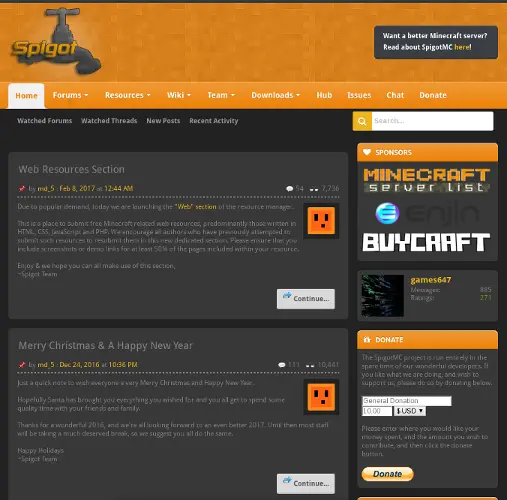 Spigot
Want a better Minecraft server?
Read about SpigotMC here!
Home Forums Resources Wiki Team Downloads Hub Issues Chat Donate
Watched Forums Watched Threads New Posts Recent Activity
Search...
Web Resources Section
by md_5 : Feb 8, 2017 at 12:44 AM
54 7,736
Due to popular demand, today we are launching the "Web" section of the resource manager.
This is a place to submit free Minecraft related web resources, predominantly those written in
HTML, CSS, JavaScript and PHP. We encourage all authors who have previously attempted to
submit such resources to resubmit them in this new dedicated section. Please ensure that you
include screenshots or demo links for at least 50% of the pages included within your resource.
Enjoy & we hope you can all make use of this section,
~Spigot Team
Continue...
Merry Christmas & A Happy New Year
by md_5 : Dec 24, 2016 at 10:36 PM
111 10,441
Just a quick note to wish everyone a very Merry Christmas and Happy New Year.
Hopefully Santa has brought you everything you wished for and you all get to spend some
quality time with your friends and family.
Thanks for a wonderful 2016, and we're all looking forward to an even better 2017. Until then most staff
will be taking a much deserved break, so we suggest you all do the same.
Happy Holidays
~Spigot Team
Continue...
SPONSORS
MINECRAFT
server list
enjin
BUYCRAFT
games647
Messages: 885
Ratings: 271
DONATE
The SpigotMC project is run entirely in the
spare time of our wonderful developers. If
you like what we are doing, and wish to
support us, please do so by donating below.
General Donation
10.00 $ USD
Please enter where you would like your
money spent, and the amount you wish to
contribute, and then click the donate
button.
Donate